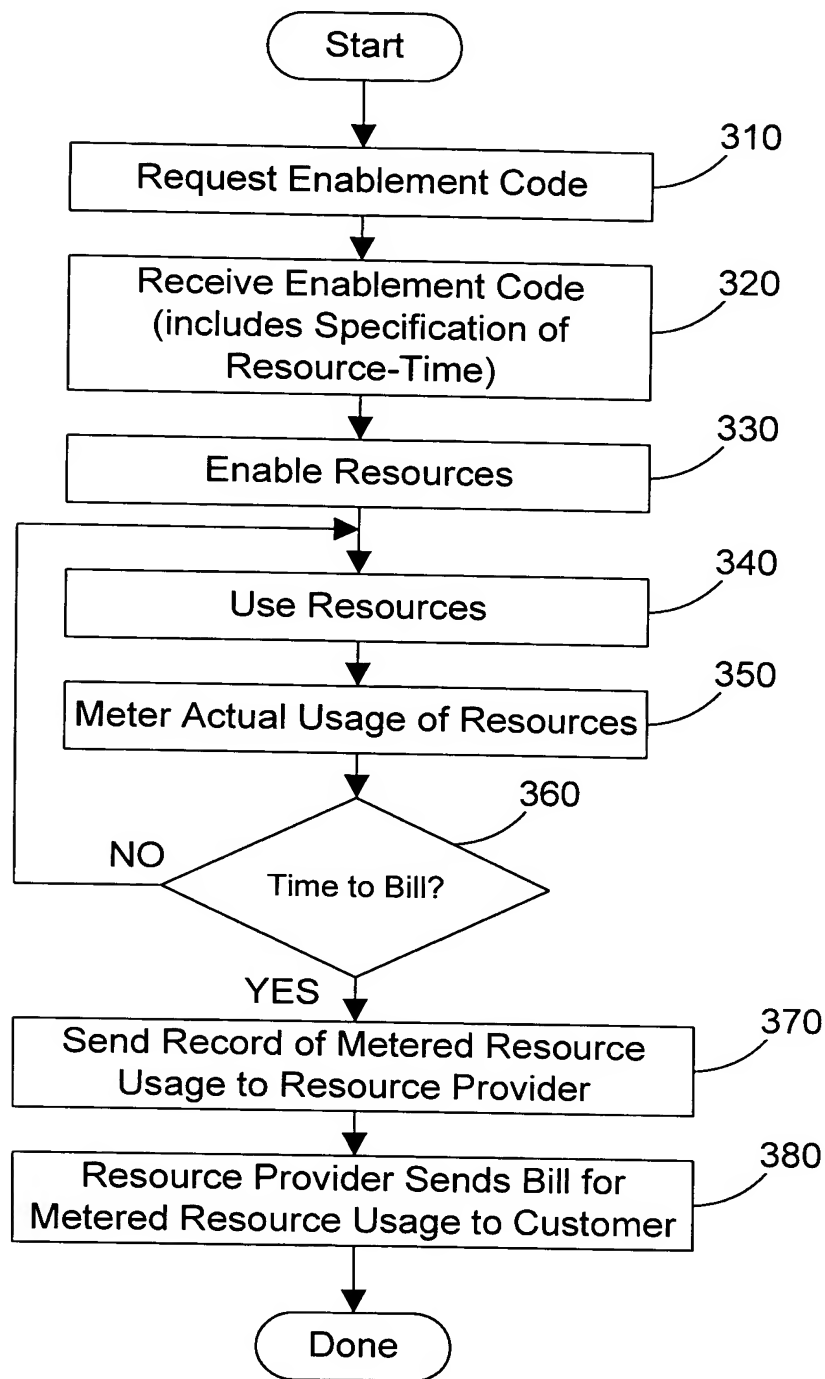 Start
310
Request Enablement Code
320
Receive Enablement Code
(includes Specification of
Resource-Time)
330
Enable Resources
340
Use Resources
350
Meter Actual Usage of Resources
360
NO
Time to Bill?
YES
370
Send Record of Metered Resource
Usage to Resource Provider
380
Resource Provider Sends Bill for
Metered Resource Usage to Customer
Done